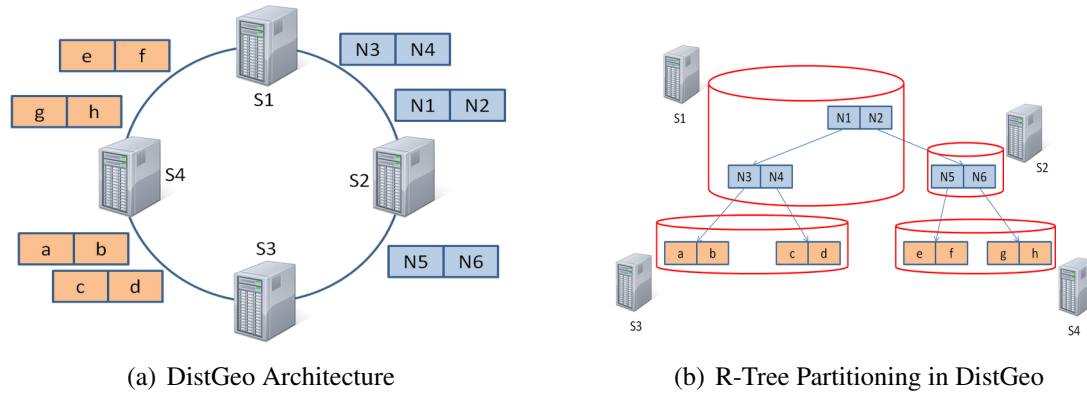 e f
N3 N4
S1
g h
N1 N2
S4
S2
a b
S3
N5 N6
c d
(a) DistGeo Architecture
S1
N1 N2
S2
N3 N4
N5 N6
a b
c d
e f
g h
S3
S4
(b) R-Tree Partitioning in DistGeo